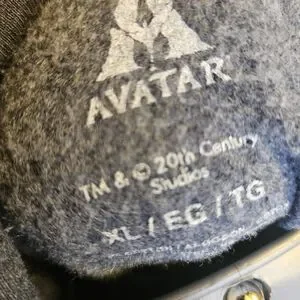 AVATAR
TM & © 20th Century
Studios
XL / EG / TG